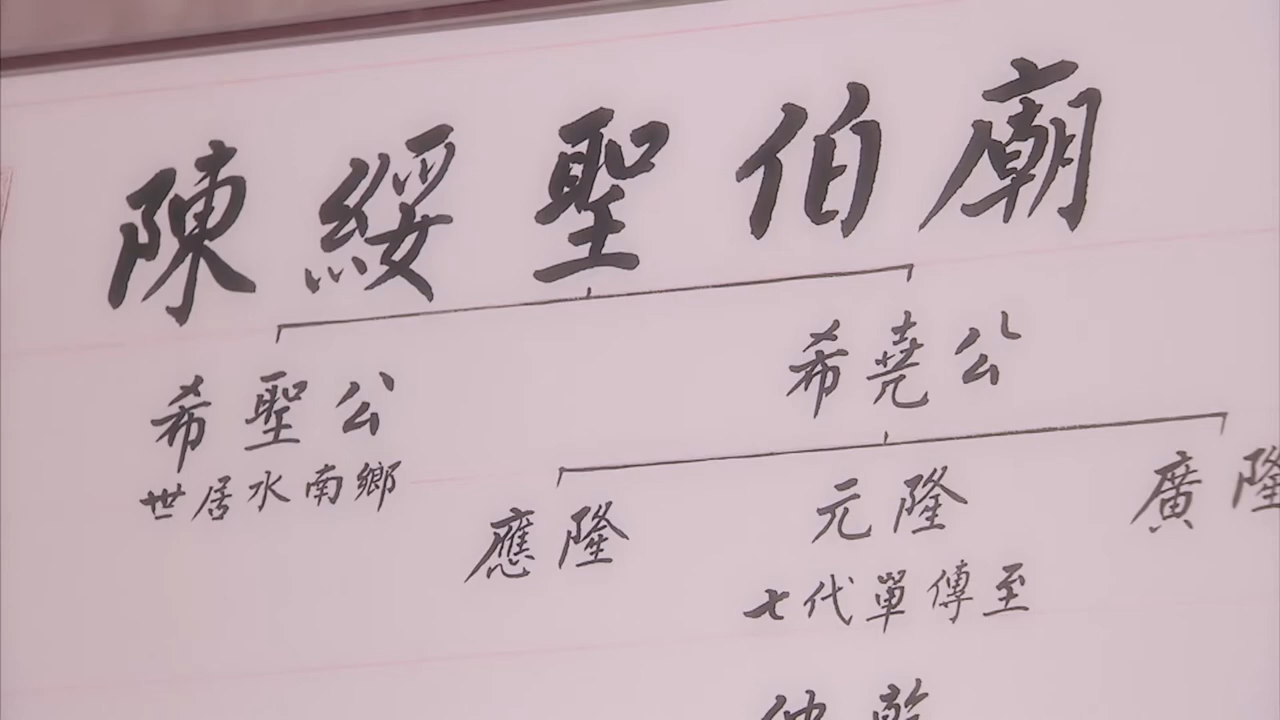 陳綏聖伯廟
希聖公
希堯公
世居水南鄉
應隆
元隆
廣隆
七代單傳至